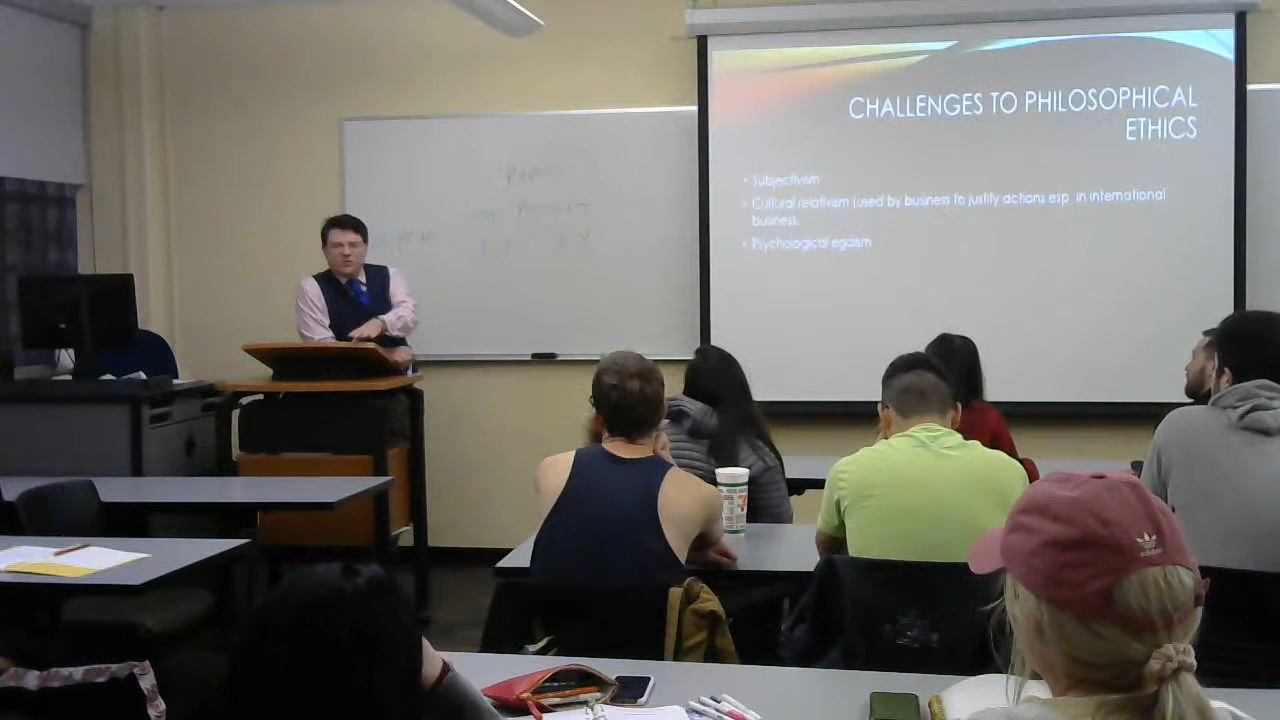 CHALLENGES TO PHILOSOPHICAL
ETHICS
• Subjectivism
• Cultural relativism (used by business to justify actions esp. in international
business.
• Psychological egoism
adidas